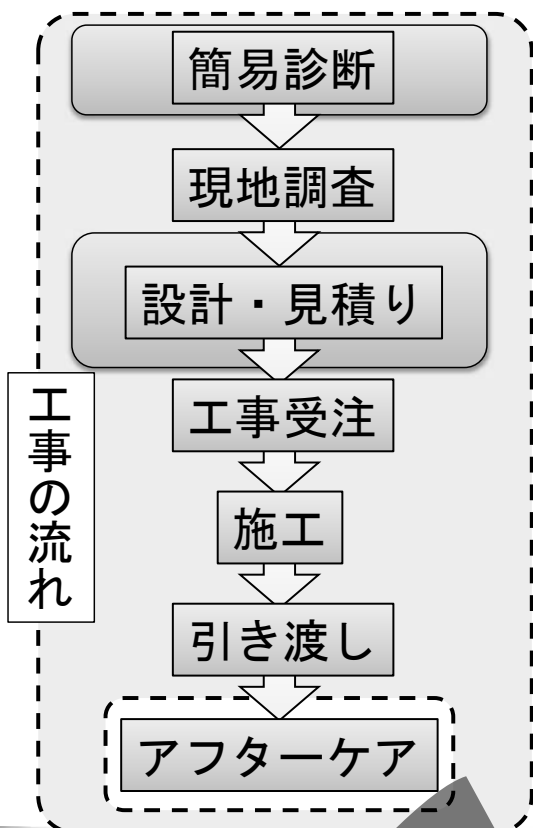 簡易診断
現地調査
設計・見積り
工事受注
施工
引き渡し
アフターケア
工事の流れ